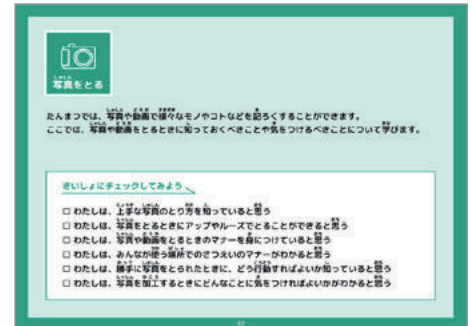 写真をとる
たんまつでは、写真や動画で様々なモノやコトなどを記ろくすることができます。
ここでは、写真や動画をとるときに知っておくべきことや気をつけるべきことについて学びます。
さいしょにチェックしてみよう
□ わたしは、上手な写真のとり方を知っていると思う
□ わたしは、写真をとるときにアップやルーズでとることができると思う
□ わたしは、写真や動画をとるときのマナーを身につけていると思う
□ わたしは、みんなが使う場所でのさつえいのマナーがわかると思う
□ わたしは、勝手に写真をとられたときに、どう行動すればよいか知っていると思う
□ わたしは、写真を加工するときにどんなことに気をつければよいかがわかると思う